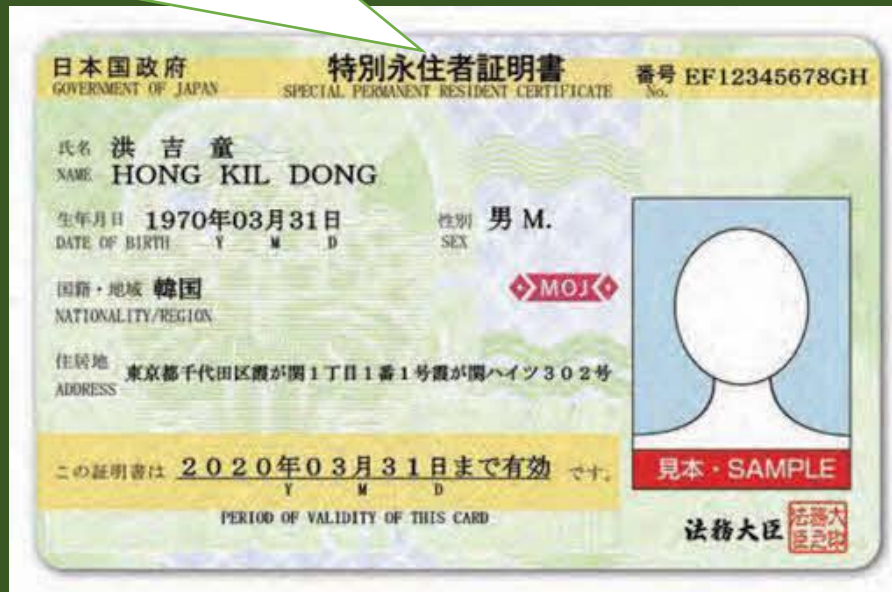 日本国政府
GOVERNMENT OF JAPAN
特別永住者証明書
SPECIAL PERMANENT RESIDENT CERTIFICATE
番号 EF12345678GH
No.
氏名 洪 吉 童
NAME HONG KIL DONG
生年月日 1970年03月31日
DATE OF BIRTH Y M D
性別 男 M.
SEX
国籍・地域 韓国
NATIONALITY/REGION
MOJ
住居地
ADDRESS
東京都千代田区霞が関1丁目1番1号霞が関ハイツ302号
この証明書は 2020年03月31日まで有効 です。
Y M D
PERIOD OF VALIDITY OF THIS CARD
見本・SAMPLE
法務大臣